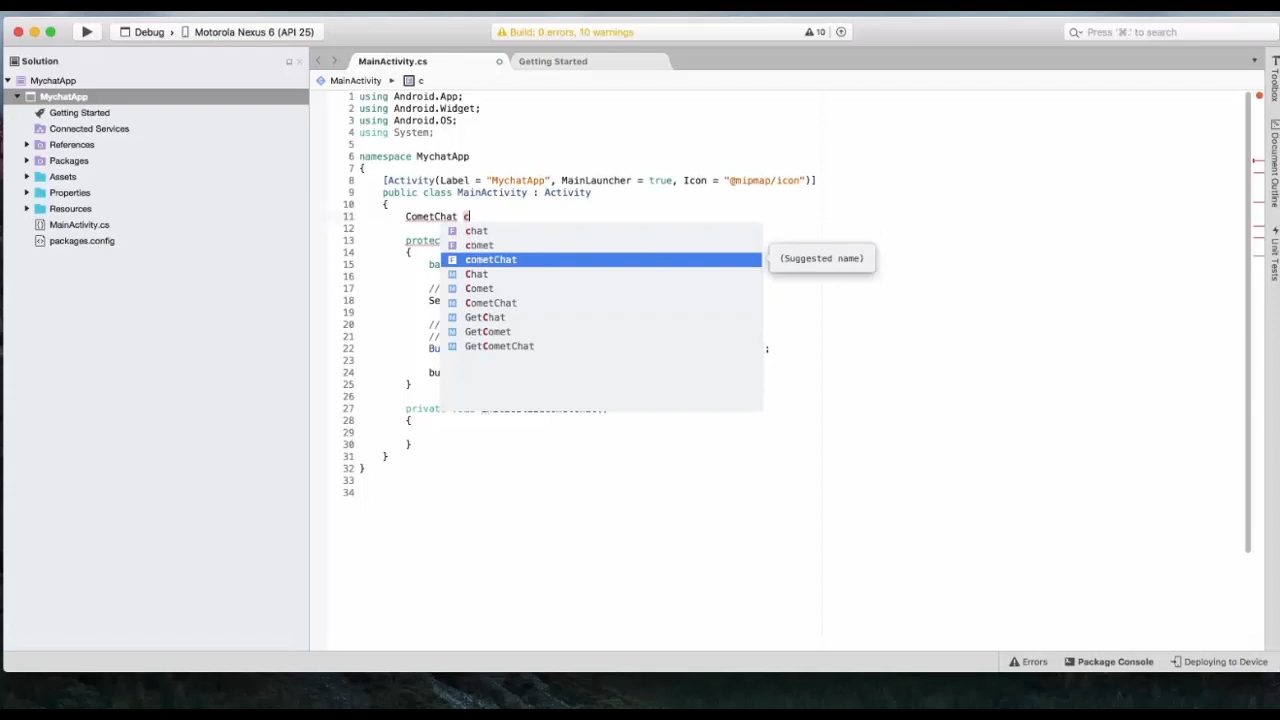 Debug › Motorola Nexus 6 (API 25)
Build: 0 errors, 10 warnings
10
Press '⌘.' to search
Solution
MainActivity.cs
Getting Started
MychatApp
MainActivity ▸ c
MychatApp
Getting Started
Connected Services
References
Packages
Assets
Properties
Resources
MainActivity.cs
packages.config
1 using Android.App;
2 using Android.Widget;
3 using Android.OS;
4 using System;
5
6 namespace MychatApp
7 {
8 [Activity(Label = "MychatApp", MainLauncher = true, Icon = "@mipmap/icon")]
9 public class MainActivity : Activity
10 {
11 CometChat c
12
13 protec
14 {
15 ba
16
17 //
18 Se
19
20 //
21 //
22 Bu ;
23
24 bu
25 }
26
27 privat
28 {
29
30 }
31 }
32 }
33
34
chat
comet
cometChat
Chat
Comet
CometChat
GetChat
GetComet
GetCometChat
(Suggested name)
Toolbox
Document Outline
Unit Tests
Errors
Package Console
Deploying to Device